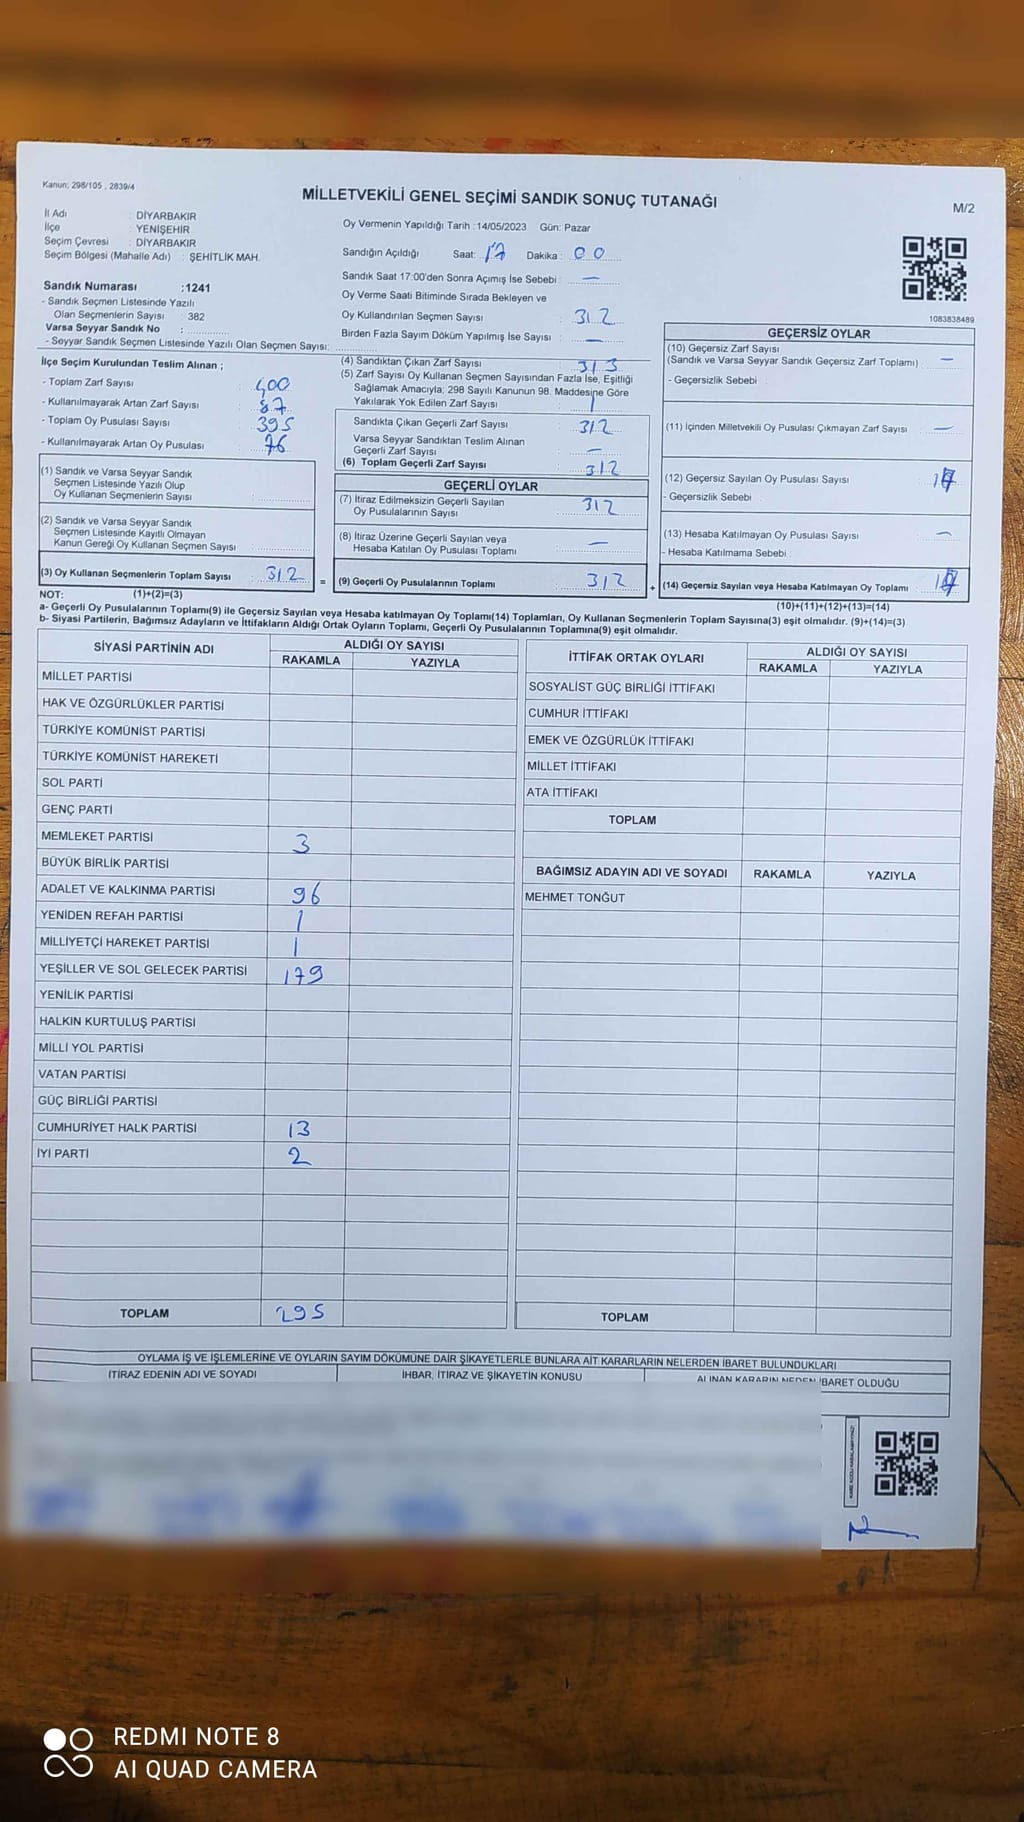 Kanun; 298/105 , 2839/4
MİLLETVEKİLİ GENEL SEÇİMİ SANDIK SONUÇ TUTANAĞI
M/2
İl Adı : DİYARBAKIR
İlçe : YENİŞEHİR
Seçim Çevresi : DİYARBAKIR
Seçim Bölgesi (Mahalle Adı) : ŞEHİTLİK MAH.
Sandık Numarası :1241
- Sandık Seçmen Listesinde Yazılı
Olan Seçmenlerin Sayısı : 382
Varsa Seyyar Sandık No :
- Seyyar Sandık Seçmen Listesinde Yazılı Olan Seçmen Sayısı:
Oy Vermenin Yapıldığı Tarih :14/05/2023 Gün: Pazar
Sandığın Açıldığı Saat: 17 Dakika : 00
Sandık Saat 17:00'den Sonra Açımış İse Sebebi : —
Oy Verme Saati Bitiminde Sırada Bekleyen ve
Oy Kullandırılan Seçmen Sayısı : 312
Birden Fazla Sayım Döküm Yapılmış İse Sayısı : —
1083838489
İlçe Seçim Kurulundan Teslim Alınan ;
- Toplam Zarf Sayısı : 400
- Kullanılmayarak Artan Zarf Sayısı : 87
- Toplam Oy Pusulası Sayısı : 395
- Kullanılmayarak Artan Oy Pusulası : 76
(1) Sandık ve Varsa Seyyar Sandık
Seçmen Listesinde Yazılı Olup
Oy Kullanan Seçmenlerin Sayısı :
(2) Sandık ve Varsa Seyyar Sandık
Seçmen Listesinde Kayıtlı Olmayan
Kanun Gereği Oy Kullanan Seçmen Sayısı :
(3) Oy Kullanan Seçmenlerin Toplam Sayısı : 312 =
(4) Sandıktan Çıkan Zarf Sayısı : 313
(5) Zarf Sayısı Oy Kullanan Seçmen Sayısından Fazla İse, Eşitliği
Sağlamak Amacıyla; 298 Sayılı Kanunun 98. Maddesine Göre
Yakılarak Yok Edilen Zarf Sayısı : 1
Sandıkta Çıkan Geçerli Zarf Sayısı : 312
Varsa Seyyar Sandıktan Teslim Alınan
Geçerli Zarf Sayısı : —
(6) Toplam Geçerli Zarf Sayısı : 312
GEÇERLİ OYLAR
(7) İtiraz Edilmeksizin Geçerli Sayılan
Oy Pusulalarının Sayısı : 312
(8) İtiraz Üzerine Geçerli Sayılan veya
Hesaba Katılan Oy Pusulası Toplamı : —
(9) Geçerli Oy Pusulalarının Toplamı : 312 +
GEÇERSİZ OYLAR
(10) Geçersiz Zarf Sayısı
(Sandık ve Varsa Seyyar Sandık Geçersiz Zarf Toplamı) : —
- Geçersizlik Sebebi :
(11) İçinden Milletvekili Oy Pusulası Çıkmayan Zarf Sayısı : —
(12) Geçersiz Sayılan Oy Pusulası Sayısı :
- Geçersizlik Sebebi :
(13) Hesaba Katılmayan Oy Pusulası Sayısı : —
- Hesaba Katılmama Sebebi :
(14) Geçersiz Sayılan veya Hesaba Katılmayan Oy Toplamı :
NOT: (1)+(2)=(3)
(10)+(11)+(12)+(13)=(14)
a- Geçerli Oy Pusulalarının Toplamı(9) ile Geçersiz Sayılan veya Hesaba katılmayan Oy Toplamı(14) Toplamları, Oy Kullanan Seçmenlerin Toplam Sayısına(3) eşit olmalıdır. (9)+(14)=(3)
b- Siyasi Partilerin, Bağımsız Adayların ve İttifakların Aldığı Oyların Toplamı, Geçerli Oy Pusulalarının Toplamına(9) eşit olmalıdır.
SİYASİ PARTİNİN ADI ALDIĞI OY SAYISI
RAKAMLA YAZIYLA
MİLLET PARTİSİ
HAK VE ÖZGÜRLÜKLER PARTİSİ
TÜRKİYE KOMÜNİST PARTİSİ
TÜRKİYE KOMÜNİST HAREKETİ
SOL PARTİ
GENÇ PARTİ
MEMLEKET PARTİSİ 3
BÜYÜK BİRLİK PARTİSİ
ADALET VE KALKINMA PARTİSİ 96
YENİDEN REFAH PARTİSİ 1
MİLLİYETÇİ HAREKET PARTİSİ 1
YEŞİLLER VE SOL GELECEK PARTİSİ 179
YENİLİK PARTİSİ
HALKIN KURTULUŞ PARTİSİ
MİLLİ YOL PARTİSİ
VATAN PARTİSİ
GÜÇ BİRLİĞİ PARTİSİ
CUMHURİYET HALK PARTİSİ 13
İYİ PARTİ 2
TOPLAM 295
İTTİFAK ORTAK OYLARI ALDIĞI OY SAYISI
RAKAMLA YAZIYLA
SOSYALİST GÜÇ BİRLİĞİ İTTİFAKI
CUMHUR İTTİFAKI
EMEK VE ÖZGÜRLÜK İTTİFAKI
MİLLET İTTİFAKI
ATA İTTİFAKI
TOPLAM
BAĞIMSIZ ADAYIN ADI VE SOYADI RAKAMLA YAZIYLA
MEHMET TONĞUT
TOPLAM
OYLAMA İŞ VE İŞLEMLERİNE VE OYLARIN SAYIM DÖKÜMÜNE DAİR ŞİKAYETLERLE BUNLARA AİT KARARLARIN NELERDEN İBARET BULUNDUKLARI
İTİRAZ EDENİN ADI VE SOYADI İHBAR, İTİRAZ VE ŞİKAYETİN KONUSU ALINAN KARARIN NEDEN İBARET OLDUĞU
REDMI NOTE 8
AI QUAD CAMERA